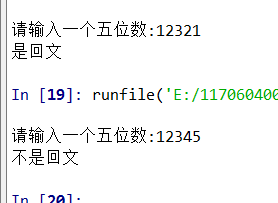 请输入一个五位数:12321
是回文
In [19]: runfile('E:/117060400
请输入一个五位数:12345
不是回文
In [20]: